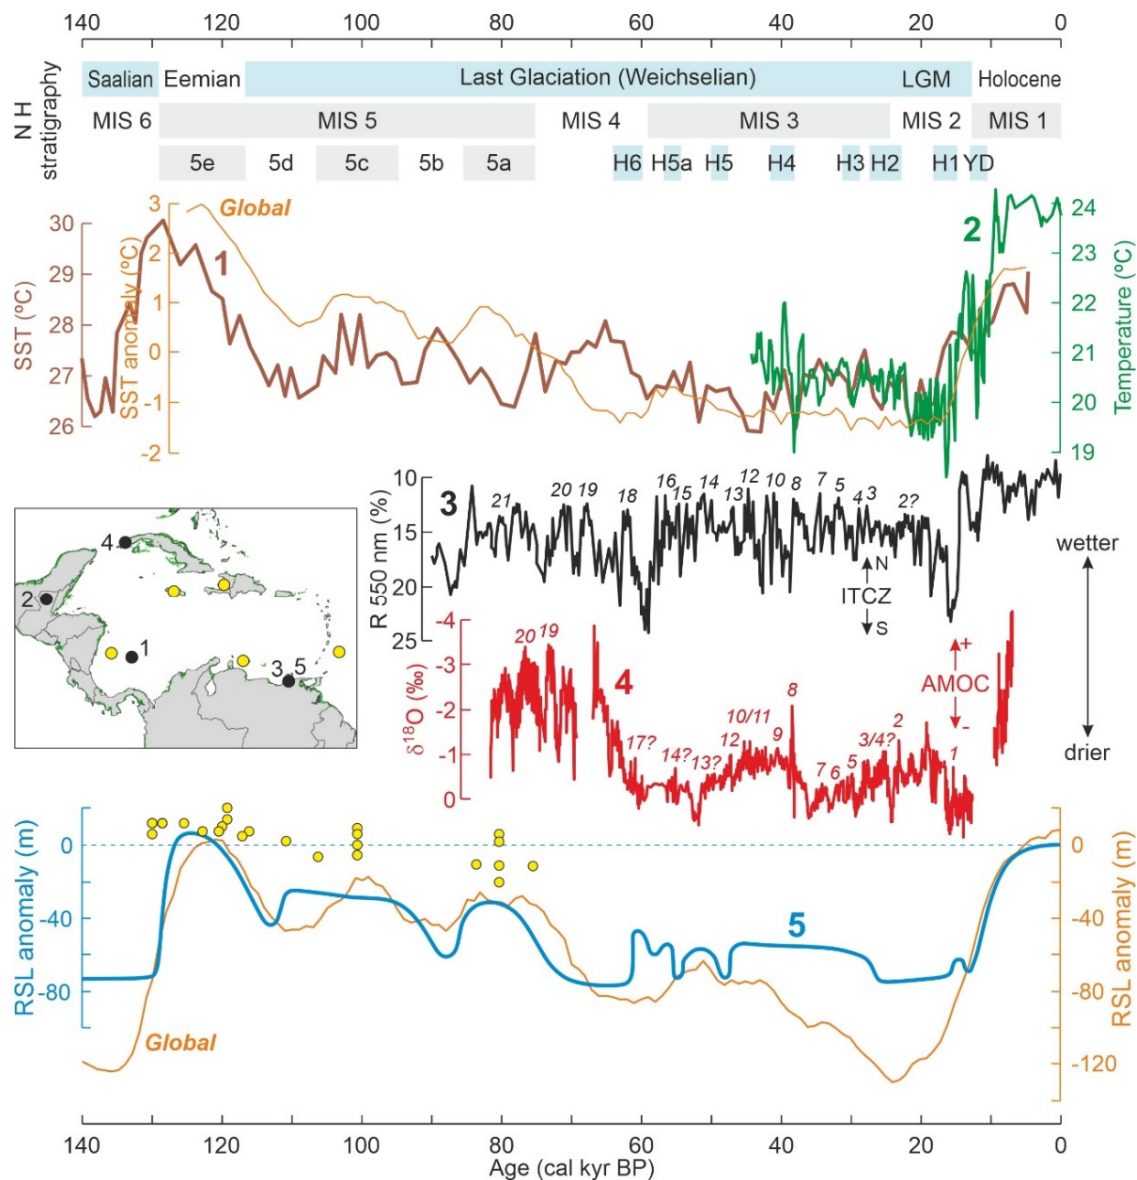 140 120 100 80 60 40 20 0
N H stratigraphy
Saalian Eemian Last Glaciation (Weichselian) LGM Holocene
MIS 6 MIS 5 MIS 4 MIS 3 MIS 2 MIS 1
5e 5d 5c 5b 5a H6 H5a H5 H4 H3 H2 H1 YD
SST (ºC)
30
29
28
27
26
SST anomaly (ºC)
3
2
1
0
-1
-2
Global
1
2
Temperature (ºC)
24
23
22
21
20
19
R 550 nm (%)
10
15
20
25
3
21 20 19 18 16 15 14 13 12 10 8 7 5 4 3 2?
N
ITCZ
S
wetter
drier
4
2
1
3 5
δ18O (‰)
-4
-3
-2
-1
0
4
20 19 17? 14? 13? 12 10/11 9 8 7 6 5 3/4? 2 1
+
AMOC
-
RSL anomaly (m)
0
-40
-80
5
Global
RSL anomaly (m)
0
-40
-80
-120
140 120 100 80 60 40 20 0
Age (cal kyr BP)